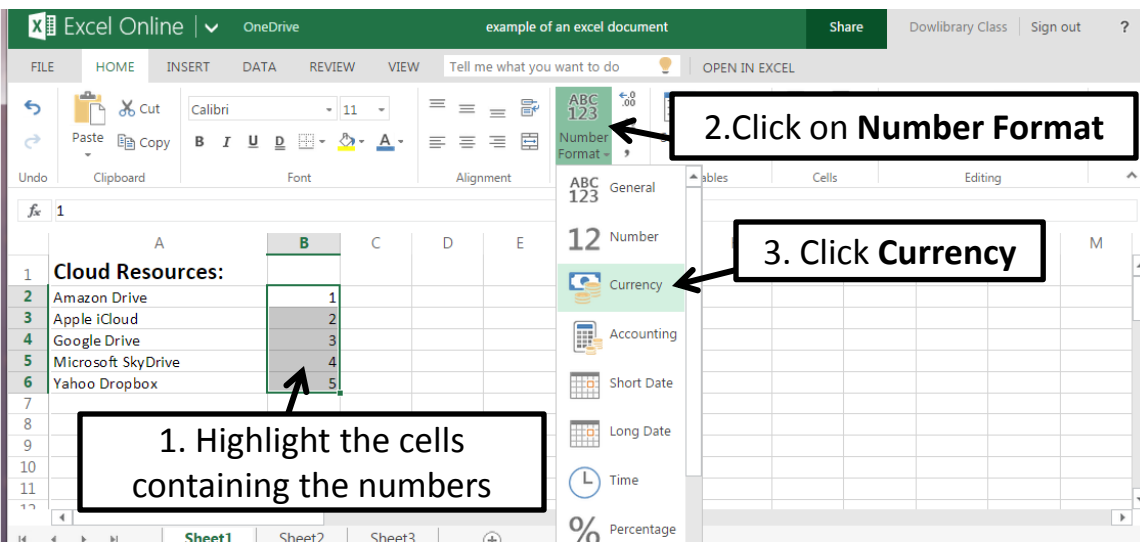 X Excel Online | OneDrive example of an excel document Share Dowlibrary Class Sign out ?
FILE HOME INSERT DATA REVIEW VIEW Tell me what you want to do OPEN IN EXCEL
Cut Calibri 11 ABC 123 .00
2.Click on Number Format
Paste Copy B I U D A Number Format
Undo Clipboard Font Alignment Cells Editing
ABC 123 General
fx 1
12 Number
A B C D E M
3. Click Currency
1 Cloud Resources:
2 Amazon Drive 1
Currency
3 Apple iCloud 2
4 Google Drive 3
Accounting
5 Microsoft SkyDrive 4
6 Yahoo Dropbox 5
Short Date
7
8
1. Highlight the cells
containing the numbers
Long Date
9
10
Time
11
12
% Percentage
Sheet1 Sheet2 Sheet3